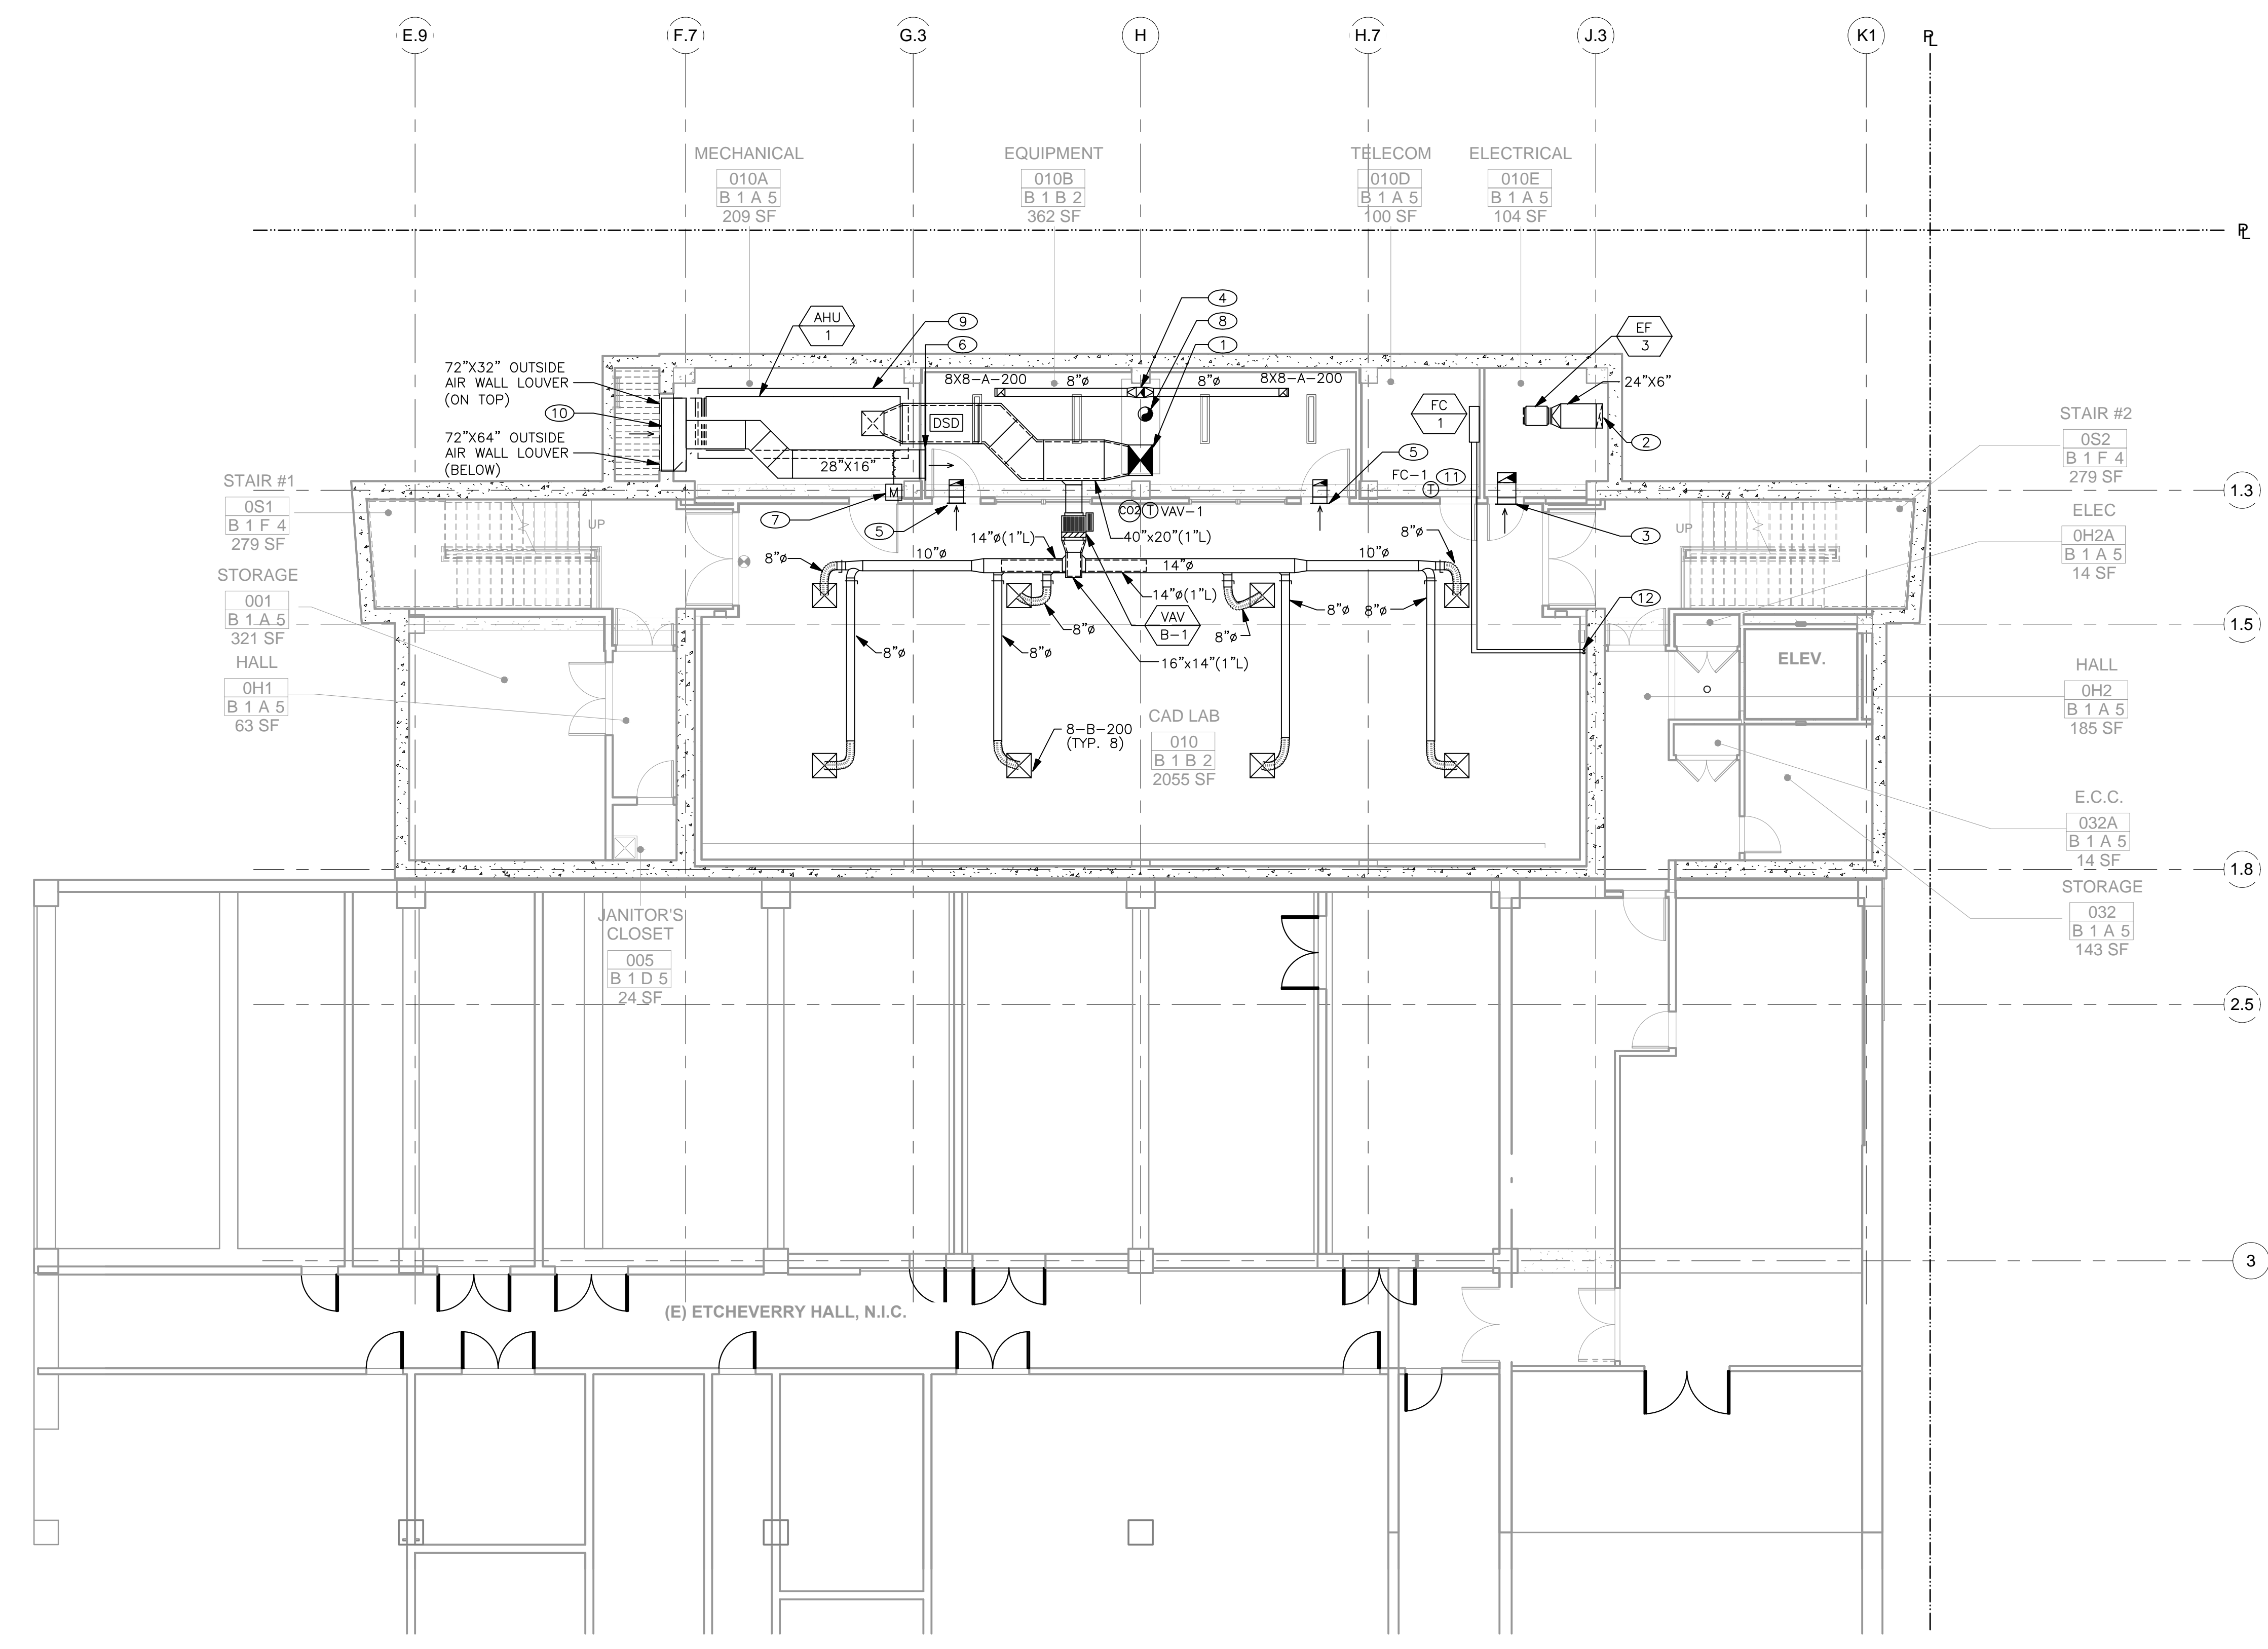 E.9
F.7
G.3
H
H.7
J.3
K1
PL
MECHANICAL
010A
B 1 A 5
209 SF
EQUIPMENT
010B
B 1 B 2
362 SF
TELECOM
010D
B 1 A 5
100 SF
ELECTRICAL
010E
B 1 A 5
104 SF
PL
AHU
1
9
6
4
8
1
EF
3
24"X6"
2
72"X32" OUTSIDE
AIR WALL LOUVER
(ON TOP)
10
72"X64" OUTSIDE
AIR WALL LOUVER
(BELOW)
8X8-A-200
8"ø
8"ø
8X8-A-200
DSD
FC
1
28"X16"
M
7
5
5
FC-1
11
T
3
CO2
T
VAV-1
40"x20"(1"L)
STAIR #1
0S1
B 1 F 4
279 SF
UP
STORAGE
001
B 1 A 5
321 SF
HALL
0H1
B 1 A 5
63 SF
STAIR #2
0S2
B 1 F 4
279 SF
UP
1.3
ELEC
0H2A
B 1 A 5
14 SF
1.5
8"ø
10"ø
14"ø(1"L)
14"ø
10"ø
8"ø
14"ø(1"L)
8"ø
8"ø
8"ø
8"ø
8"ø
8"ø
VAV
B-1
16"x14"(1"L)
12
ELEV.
HALL
0H2
B 1 A 5
185 SF
8-B-200
(TYP. 8)
CAD LAB
010
B 1 B 2
2055 SF
E.C.C.
032A
B 1 A 5
14 SF
1.8
STORAGE
032
B 1 A 5
143 SF
JANITOR'S
CLOSET
005
B 1 D 5
24 SF
2.5
3
(E) ETCHEVERRY HALL, N.I.C.